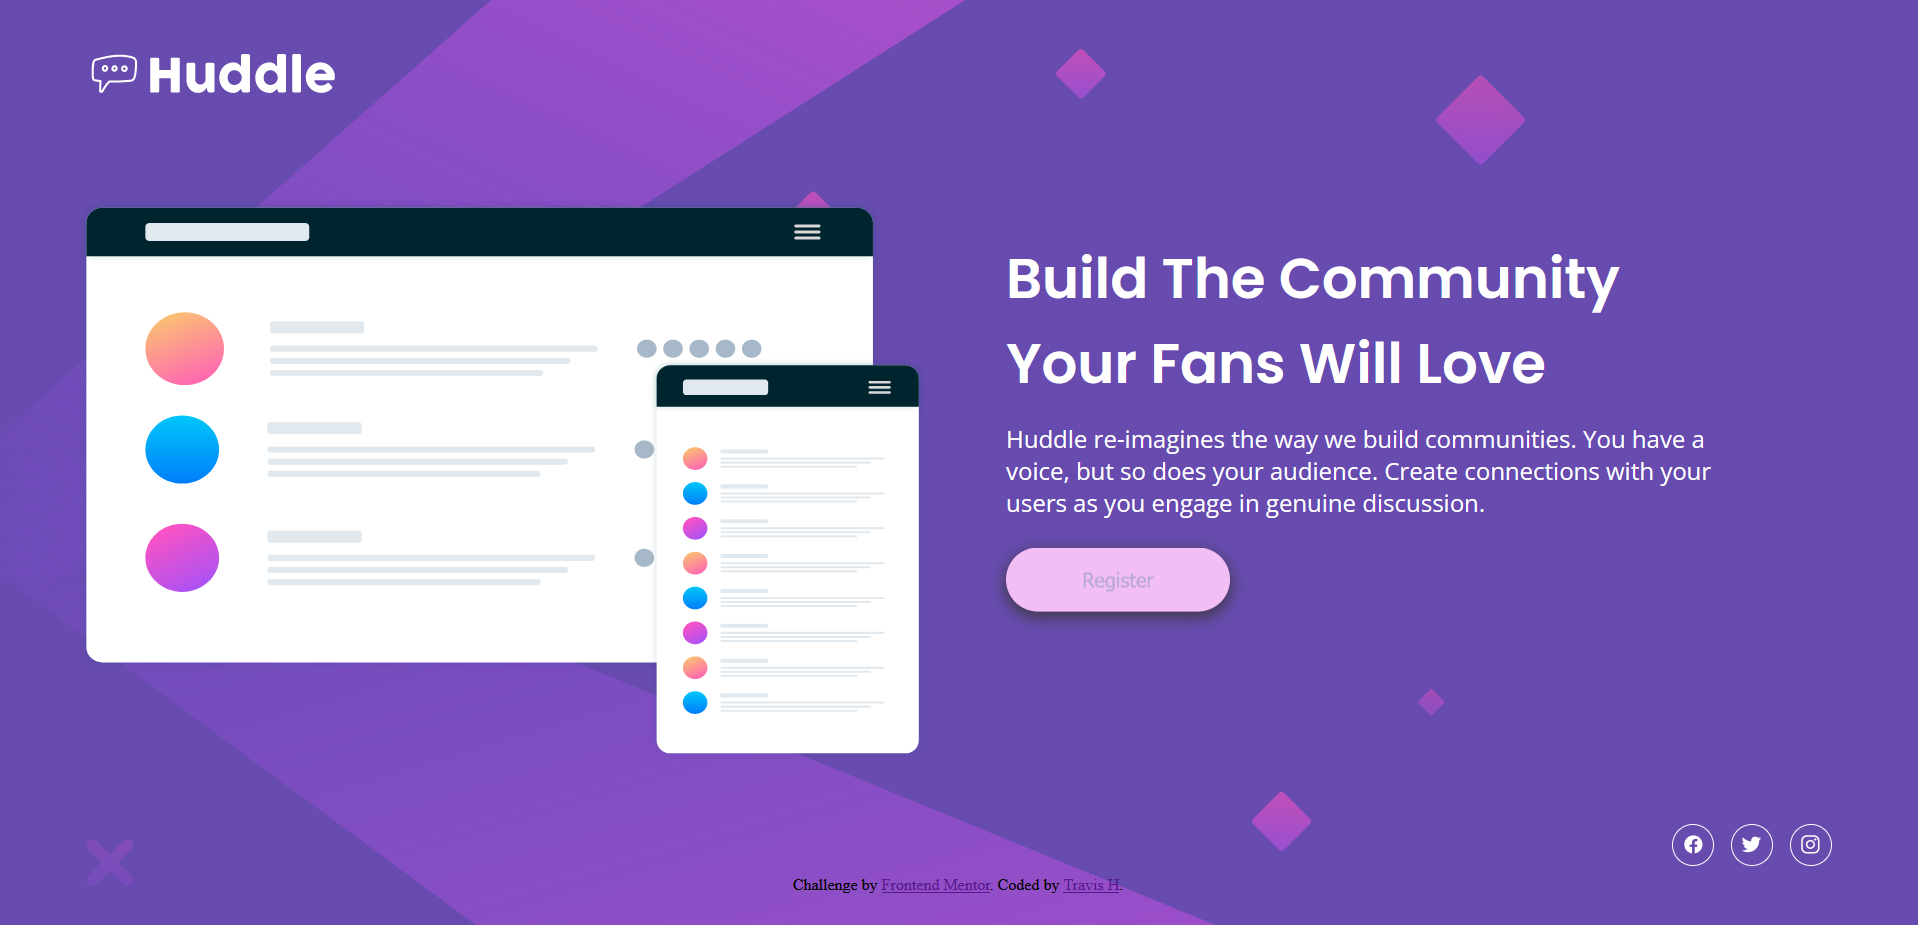 Huddle
Build The Community
Your Fans Will Love
Huddle re-imagines the way we build communities. You have a
voice, but so does your audience. Create connections with your
users as you engage in genuine discussion.
Register
Challenge by Frontend Mentor. Coded by Travis H.